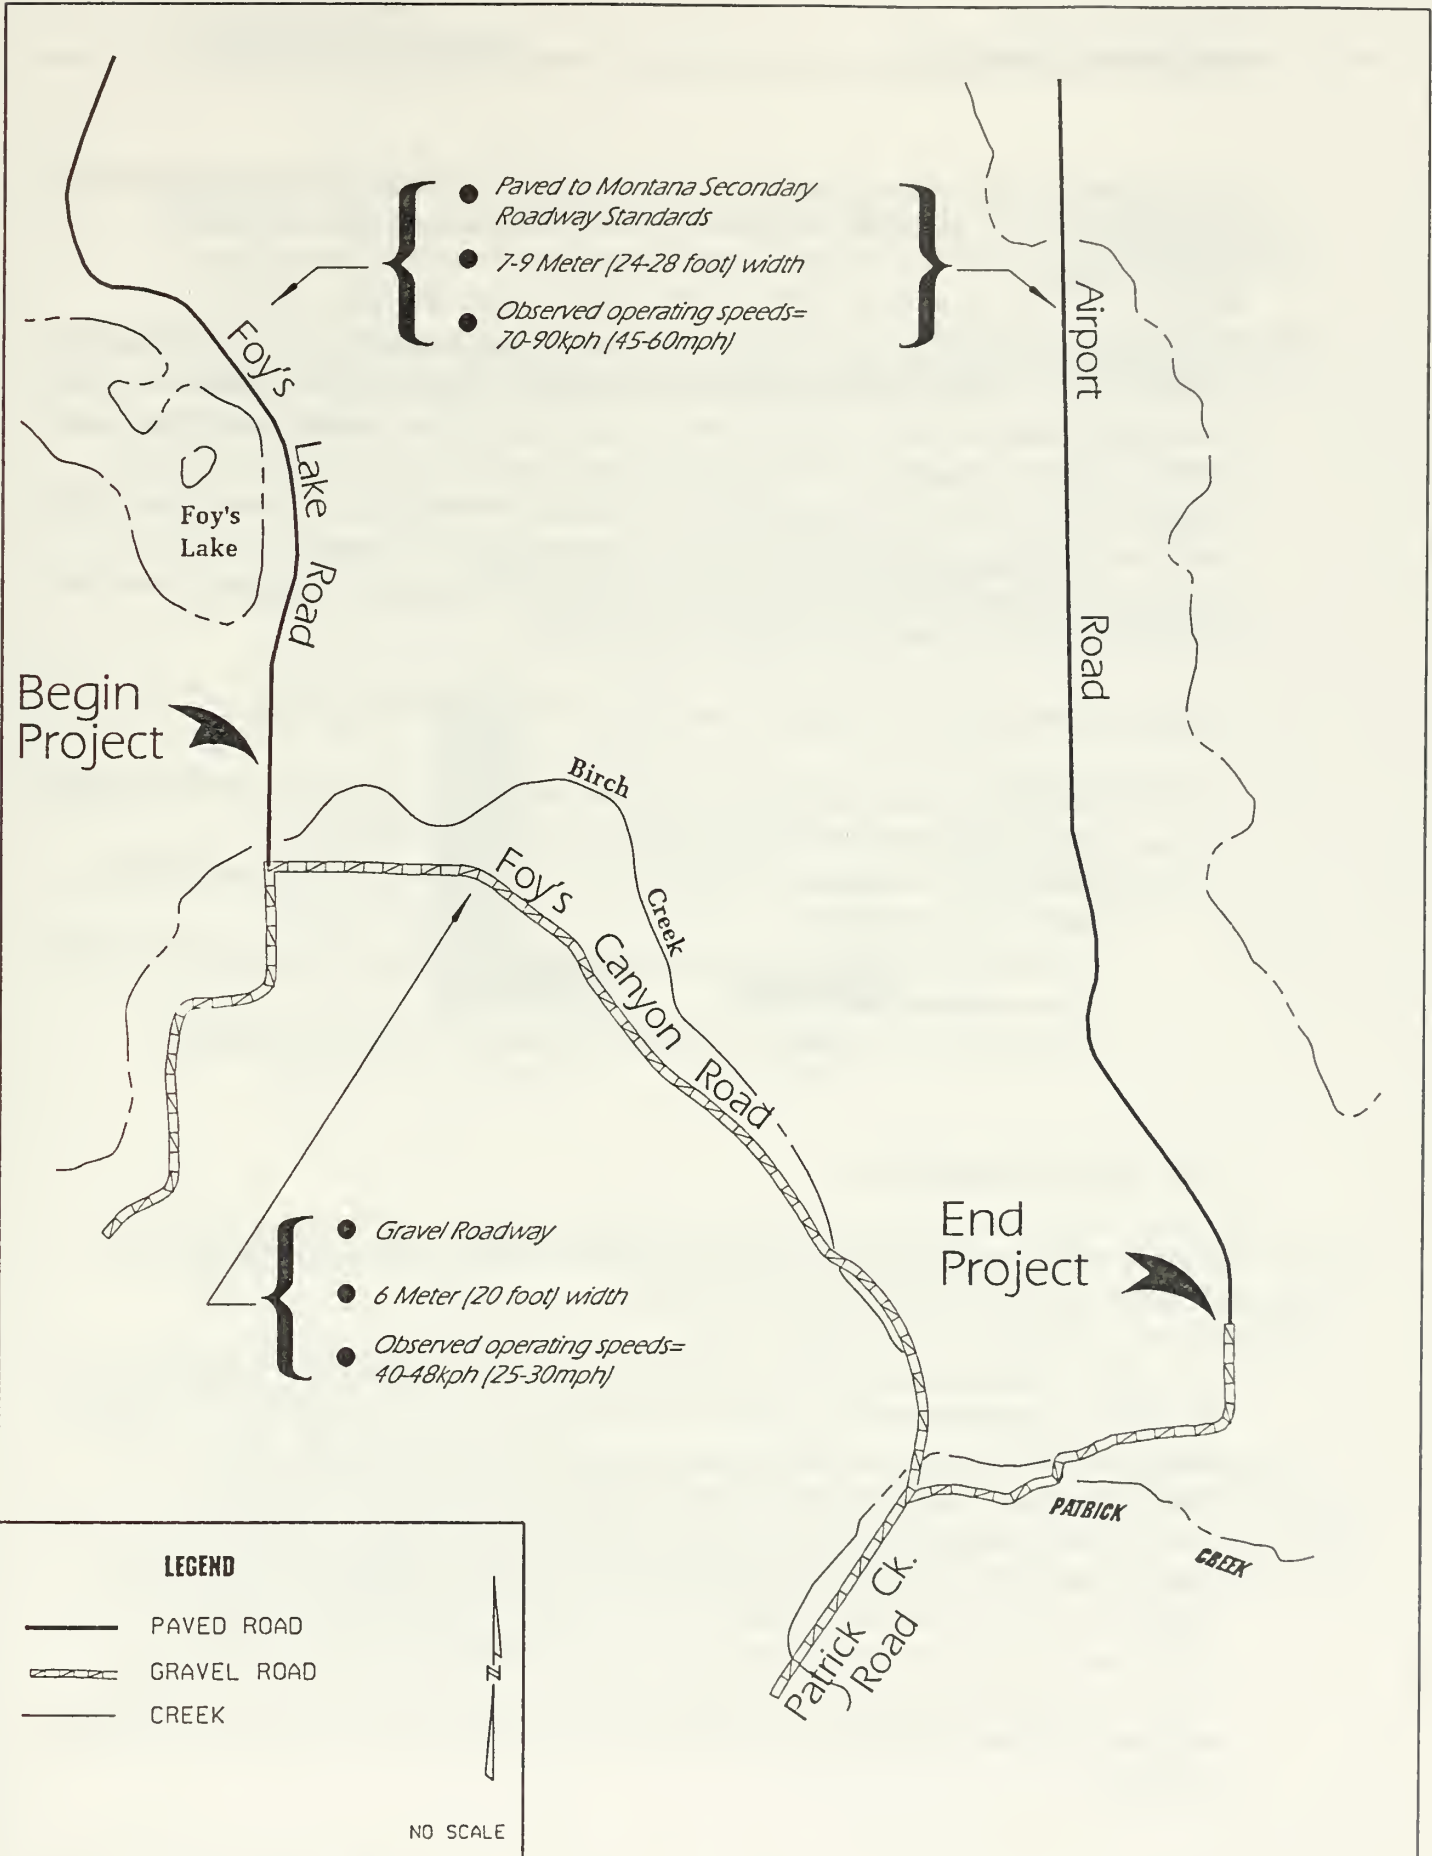 Paved to Montana Secondary
Roadway Standards
7-9 Meter (24-28 foot) width
Observed operating speeds=
70-90kph (45-60mph)
Foy's
Lake
Road
Airport
Road
Foy's
Lake
Begin
Project
Birch
Creek
Foy's
Canyon
Road
Gravel Roadway
6 Meter (20 foot) width
Observed operating speeds=
40-48kph (25-30mph)
End
Project
PATRICK
CREEK
Patrick Ck.
Road
LEGEND
PAVED ROAD
GRAVEL ROAD
CREEK
N
NO SCALE